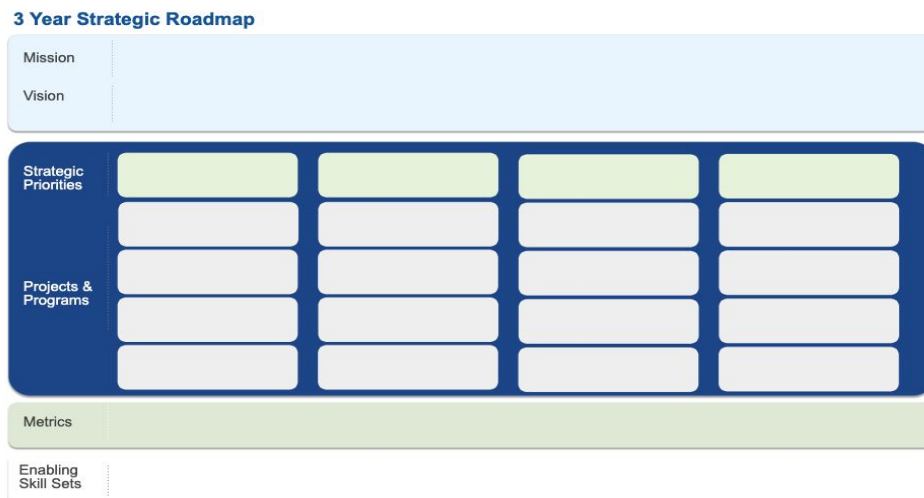 3 Year Strategic Roadmap
Mission
Vision
Strategic
Priorities
Projects &
Programs
Metrics
Enabling
Skill Sets